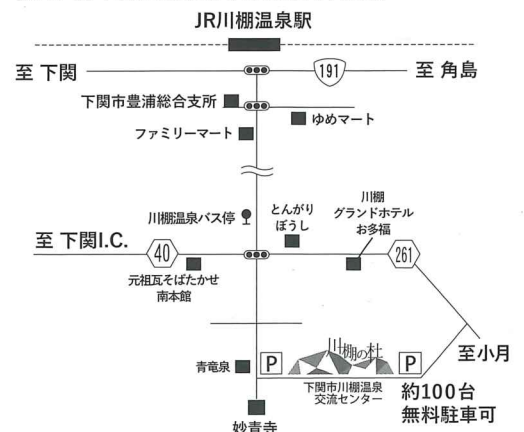 JR川棚温泉駅
至 下関
191
至 角島
下関市豊浦総合支所
ゆめマート
ファミリーマート
川棚温泉バス停
とんがり
ぼうし
川棚
グランドホテル
お多福
至 下関I.C.
40
261
元祖瓦そばたかせ
南本館
青竜泉
P
川棚の杜
P
下関市川棚温泉
交流センター
至小月
約100台
無料駐車可
妙青寺